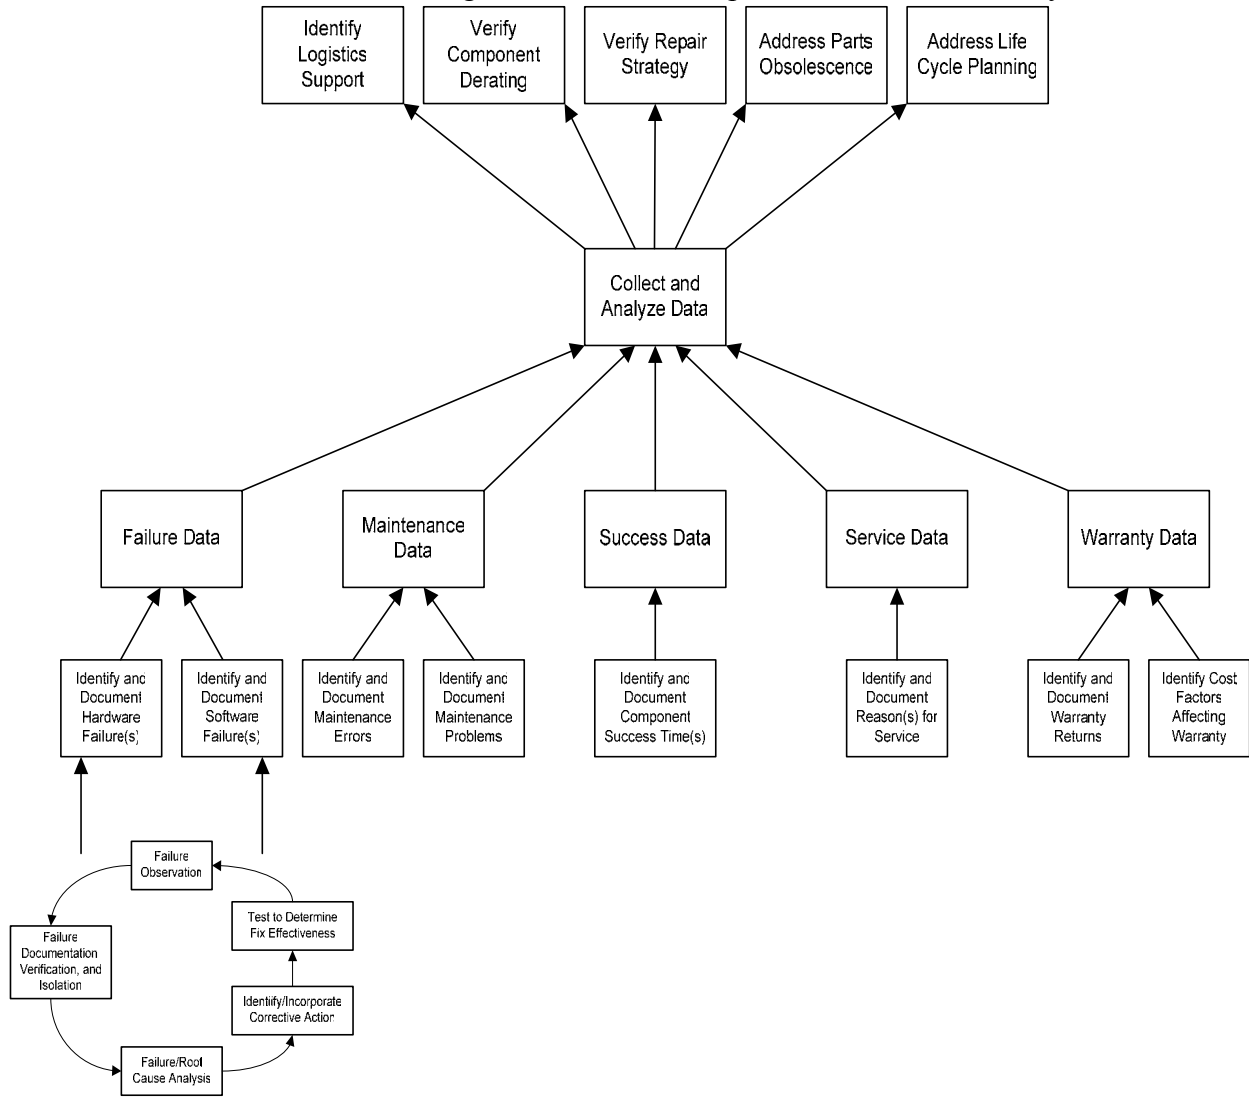 Identify
Logistics
Support
Verify
Component
Derating
Verify Repair
Strategy
Address Parts
Obsolescence
Address Life
Cycle Planning
Collect and
Analyze Data
Failure Data
Maintenance
Data
Success Data
Service Data
Warranty Data
Identify and
Document
Hardware
Failure(s)
Identify and
Document
Software
Failure(s)
Identify and
Document
Maintenance
Errors
Identify and
Document
Maintenance
Problems
Identify and
Document
Component
Success Time(s)
Identify and
Document
Reason(s) for
Service
Identify and
Document
Warranty
Returns
Identify Cost
Factors
Affecting
Warranty
Failure
Observation
Test to Determine
Fix Effectiveness
Failure
Documentation
Verification, and
Isolation
Identiify/Incorporate
Corrective Action
Failure/Root
Cause Analysis